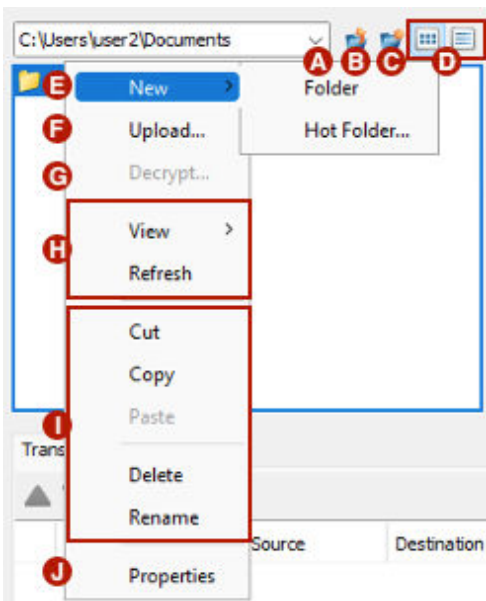 C:\Users\user2\Documents
A B C D
E New > Folder
F Upload... Hot Folder...
G Decrypt...
H View >
Refresh
Cut
Copy
I Paste
Trans
Delete
Rename
Source Destination
J Properties